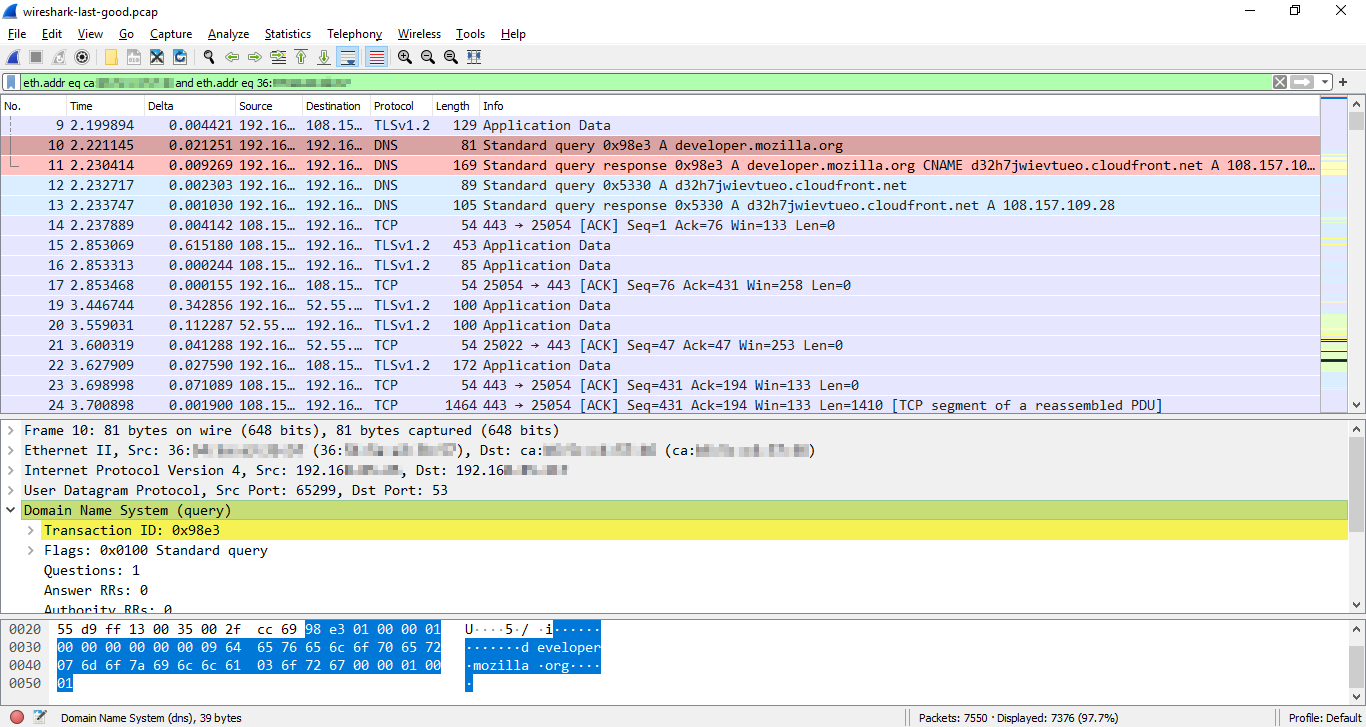 wireshark-last-good.pcap
File Edit View Go Capture Analyze Statistics Telephony Wireless Tools Help
eth.addr eq ca and eth.addr eq 36:
No. Time Delta Source Destination Protocol Length Info
9 2.199894 0.004421 192.16… 108.15… TLSv1.2 129 Application Data
10 2.221145 0.021251 192.16… 192.16… DNS 81 Standard query 0x98e3 A developer.mozilla.org
11 2.230414 0.009269 192.16… 192.16… DNS 169 Standard query response 0x98e3 A developer.mozilla.org CNAME d32h7jwievtueo.cloudfront.net A 108.157.10…
12 2.232717 0.002303 192.16… 192.16… DNS 89 Standard query 0x5330 A d32h7jwievtueo.cloudfront.net
13 2.233747 0.001030 192.16… 192.16… DNS 105 Standard query response 0x5330 A d32h7jwievtueo.cloudfront.net A 108.157.109.28
14 2.237889 0.004142 108.15… 192.16… TCP 54 443 → 25054 [ACK] Seq=1 Ack=76 Win=133 Len=0
15 2.853069 0.615180 108.15… 192.16… TLSv1.2 453 Application Data
16 2.853313 0.000244 108.15… 192.16… TLSv1.2 85 Application Data
17 2.853468 0.000155 192.16… 108.15… TCP 54 25054 → 443 [ACK] Seq=76 Ack=431 Win=258 Len=0
19 3.446744 0.342856 192.16… 52.55.… TLSv1.2 100 Application Data
20 3.559031 0.112287 52.55.… 192.16… TLSv1.2 100 Application Data
21 3.600319 0.041288 192.16… 52.55.… TCP 54 25022 → 443 [ACK] Seq=47 Ack=47 Win=253 Len=0
22 3.627909 0.027590 192.16… 108.15… TLSv1.2 172 Application Data
23 3.698998 0.071089 108.15… 192.16… TCP 54 443 → 25054 [ACK] Seq=431 Ack=194 Win=133 Len=0
24 3.700898 0.001900 108.15… 192.16… TCP 1464 443 → 25054 [ACK] Seq=431 Ack=194 Win=133 Len=1410 [TCP segment of a reassembled PDU]
Frame 10: 81 bytes on wire (648 bits), 81 bytes captured (648 bits)
Ethernet II, Src: 36: (36: ), Dst: ca: (ca: )
Internet Protocol Version 4, Src: 192.16 , Dst: 192.16
User Datagram Protocol, Src Port: 65299, Dst Port: 53
Domain Name System (query)
Transaction ID: 0x98e3
Flags: 0x0100 Standard query
Questions: 1
Answer RRs: 0
Authority RRs: 0
0020 55 d9 ff 13 00 35 00 2f cc 69 98 e3 01 00 00 01 U····5·/ ·i······
0030 00 00 00 00 00 00 09 64 65 76 65 6c 6f 70 65 72 ·······d eveloper
0040 07 6d 6f 7a 69 6c 6c 61 03 6f 72 67 00 00 01 00 ·mozilla ·org····
0050 01 ·
Domain Name System (dns), 39 bytes Packets: 7550 · Displayed: 7376 (97.7%) Profile: Default